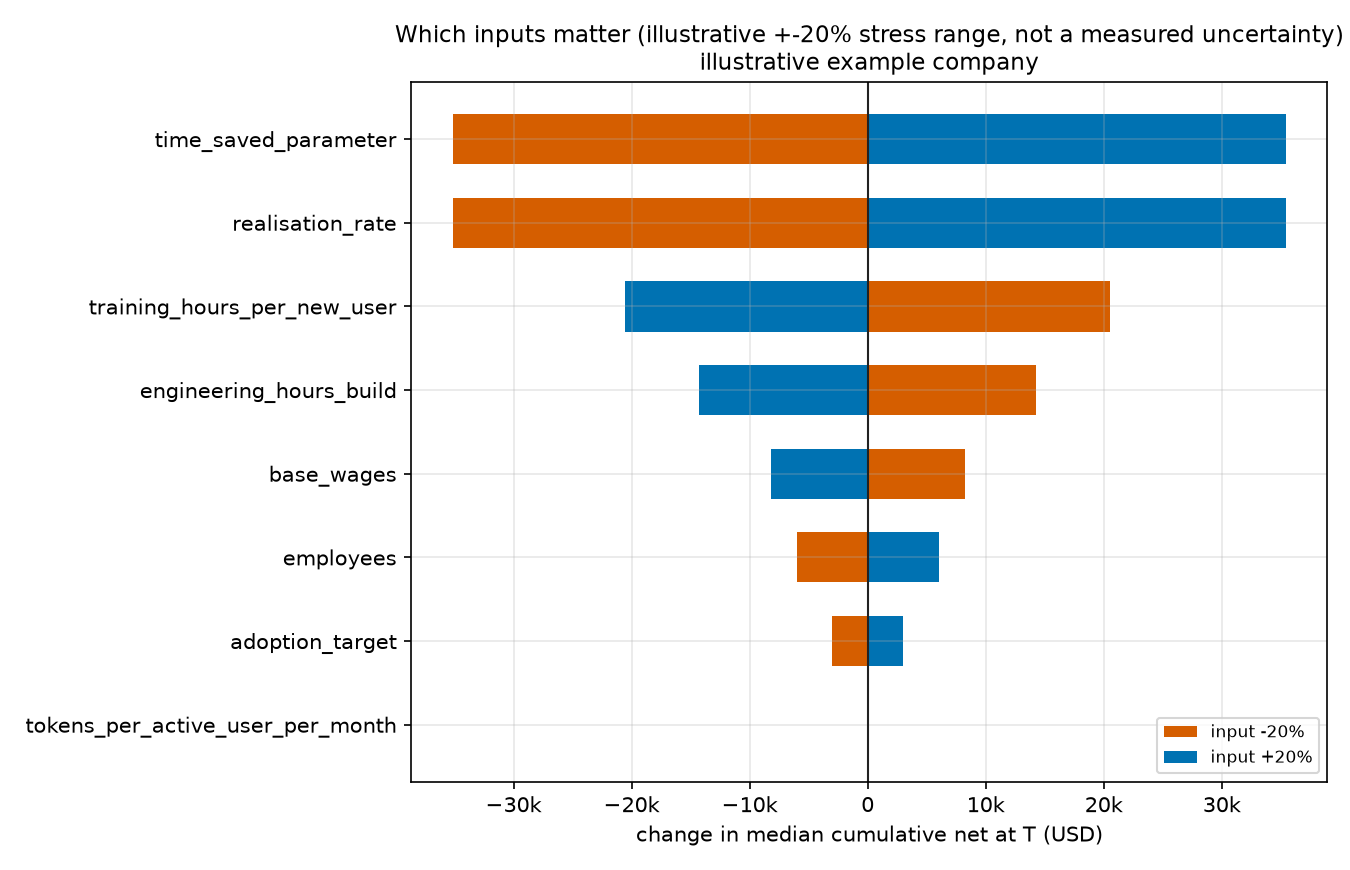 Which inputs matter (illustrative +-20% stress range, not a measured uncertainty)
illustrative example company
time_saved_parameter
realisation_rate
training_hours_per_new_user
engineering_hours_build
base_wages
employees
adoption_target
tokens_per_active_user_per_month
input -20%
input +20%
−30k −20k −10k 0 10k 20k 30k
change in median cumulative net at T (USD)